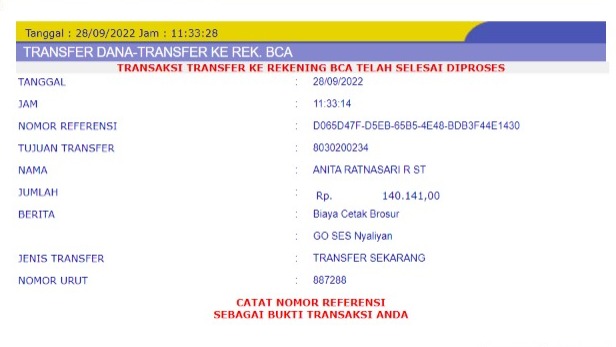 Tanggal : 28/09/2022 Jam : 11:33:28
TRANSFER DANA-TRANSFER KE REK. BCA
TRANSAKSI TRANSFER KE REKENING BCA TELAH SELESAI DIPROSES
TANGGAL : 28/09/2022
JAM : 11:33:14
NOMOR REFERENSI : D065D47F-D5EB-65B5-4E48-BDB3F44E1430
TUJUAN TRANSFER : 8030200234
NAMA : ANITA RATNASARI R ST
JUMLAH : Rp. 140.141,00
BERITA : Biaya Cetak Brosur
: GO SES Nyaliyan
JENIS TRANSFER : TRANSFER SEKARANG
NOMOR URUT : 887288
CATAT NOMOR REFERENSI
SEBAGAI BUKTI TRANSAKSI ANDA